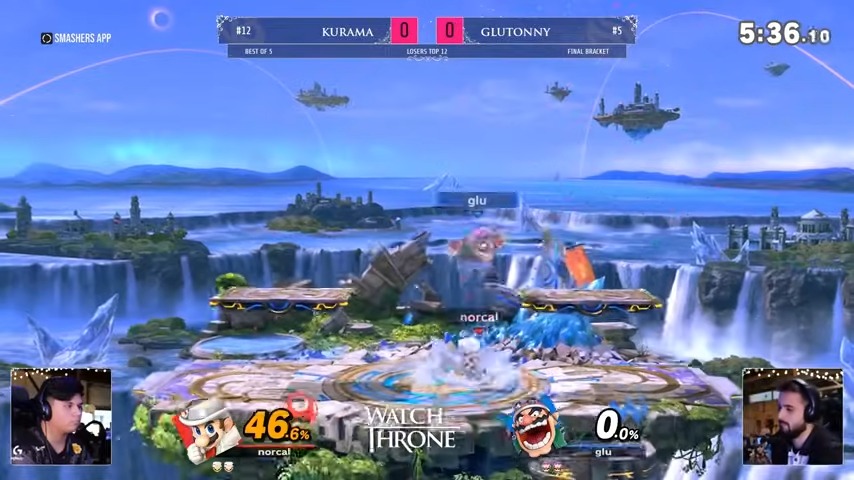 SMASHERS APP
#12 KURAMA 0 0 GLUTONNY #5
BEST OF 5 LOSERS TOP 12 FINAL BRACKET
5:36.10
glu
norcal
46.6%
norcal
WATCH
THRONE
0.0%
glu